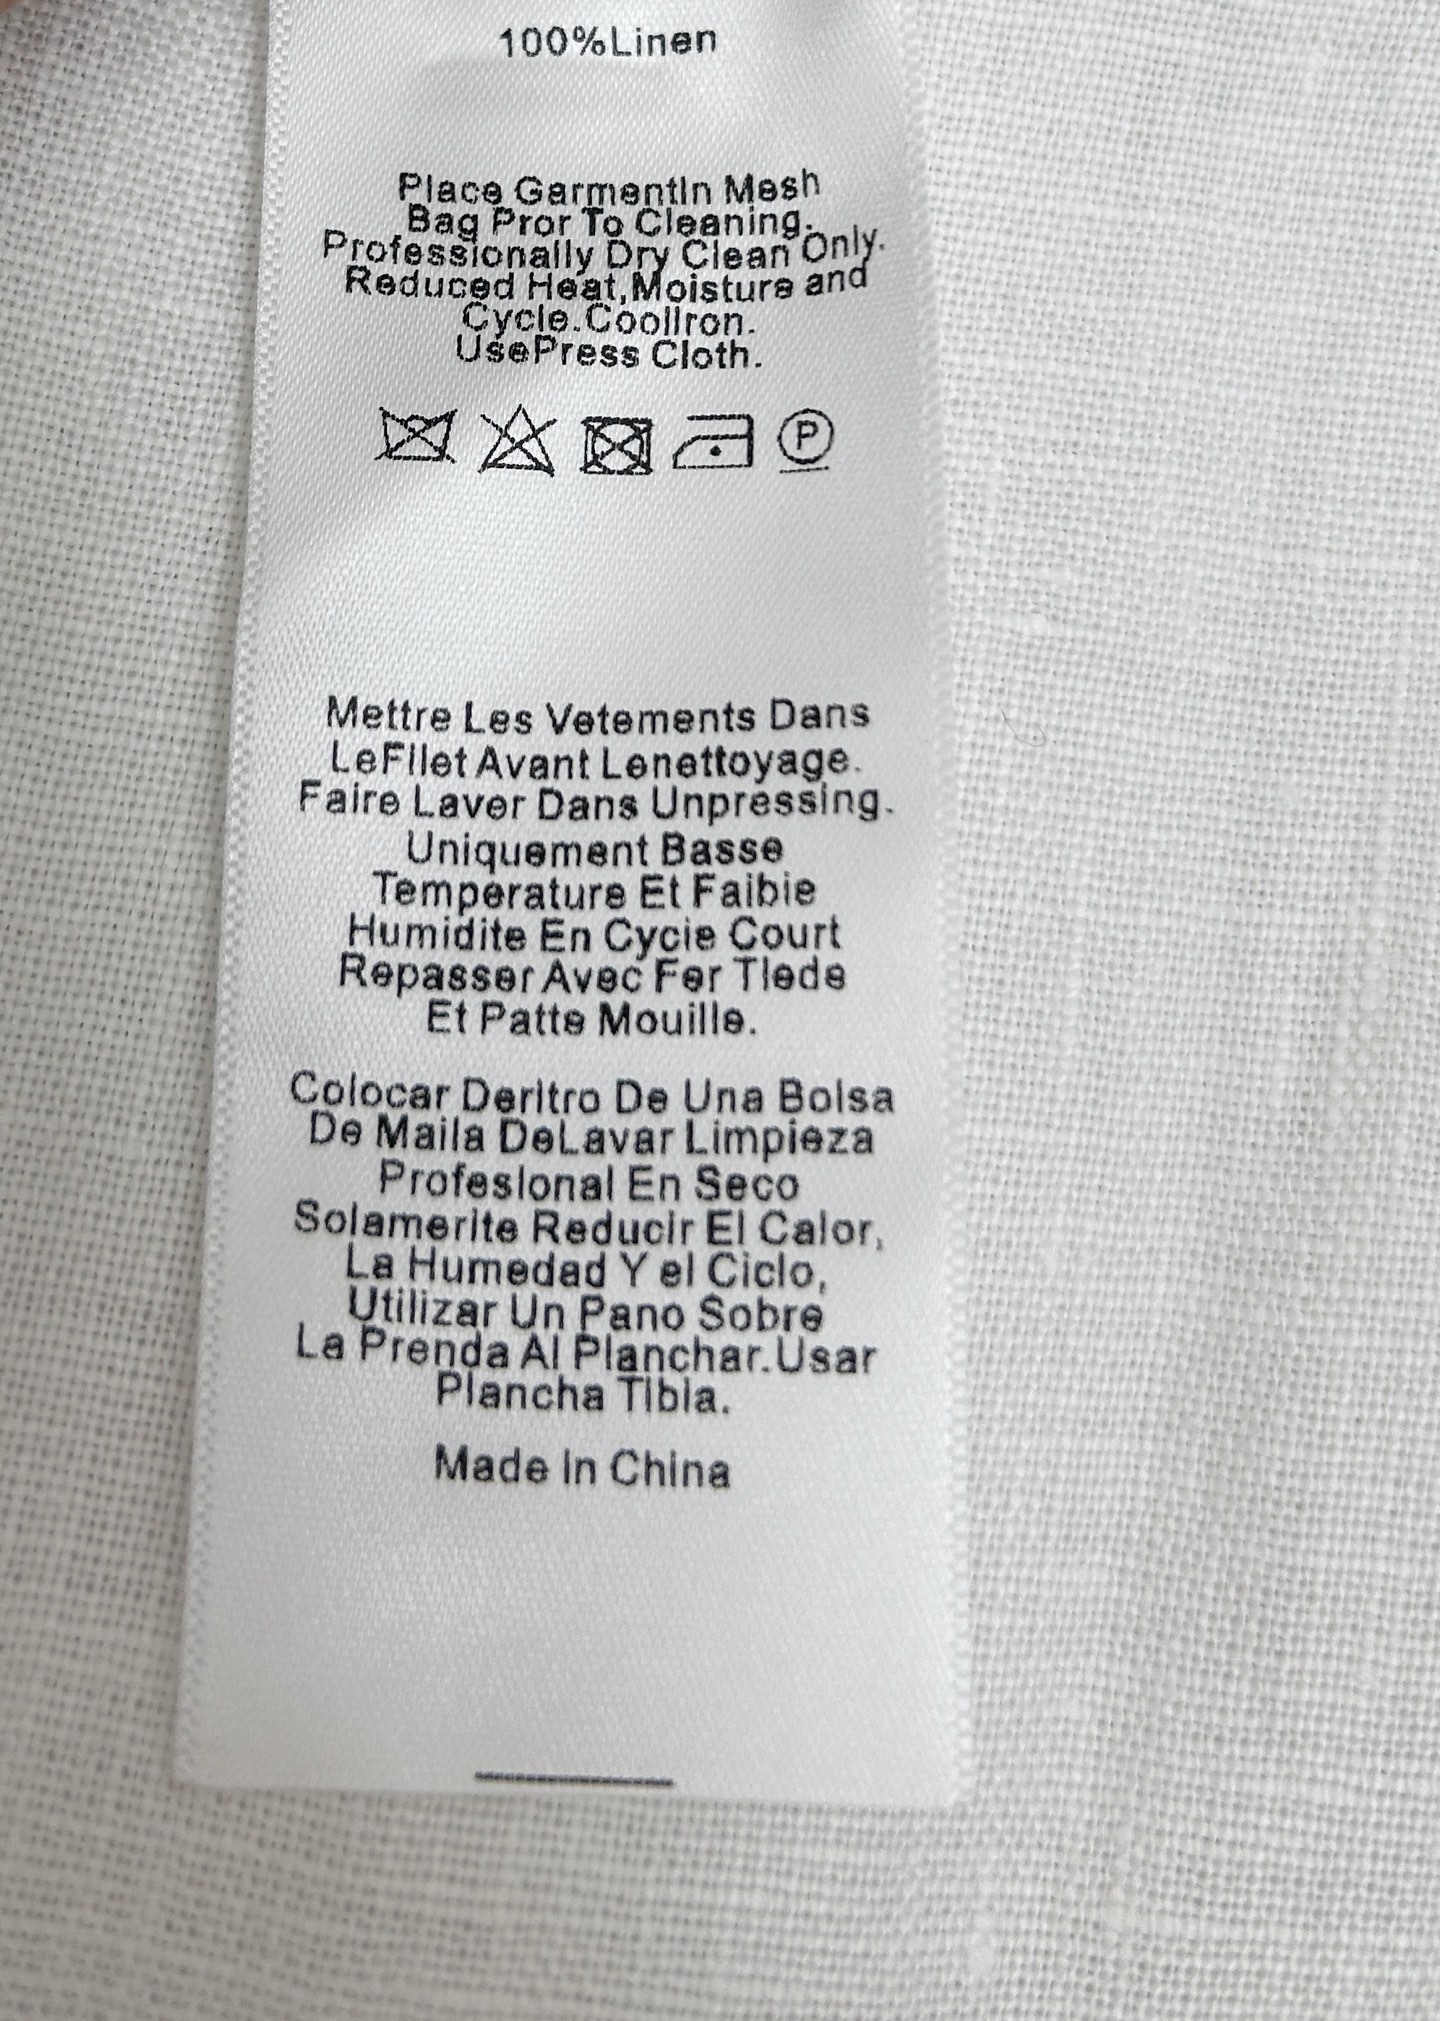 100%Linen
Place GarmentIn Mesh
Bag Pror To Cleaning.
Professionally Dry Clean Only.
Reduced Heat,Moisture and
Cycle.CoolIron.
UsePress Cloth.
P
Mettre Les Vetements Dans
LeFilet Avant Lenettoyage.
Faire Laver Dans Unpressing.
Uniquement Basse
Temperature Et Faibie
Humidite En Cycie Court
Repasser Avec Fer Tlede
Et Patte Mouille.
Colocar Derltro De Una Bolsa
De Maila DeLavar Limpieza
Profeslonal En Seco
Solamerite Reducir El Calor,
La Humedad Y el Ciclo,
Utilizar Un Pano Sobre
La Prenda Al Planchar.Usar
Plancha Tibia.
Made In China